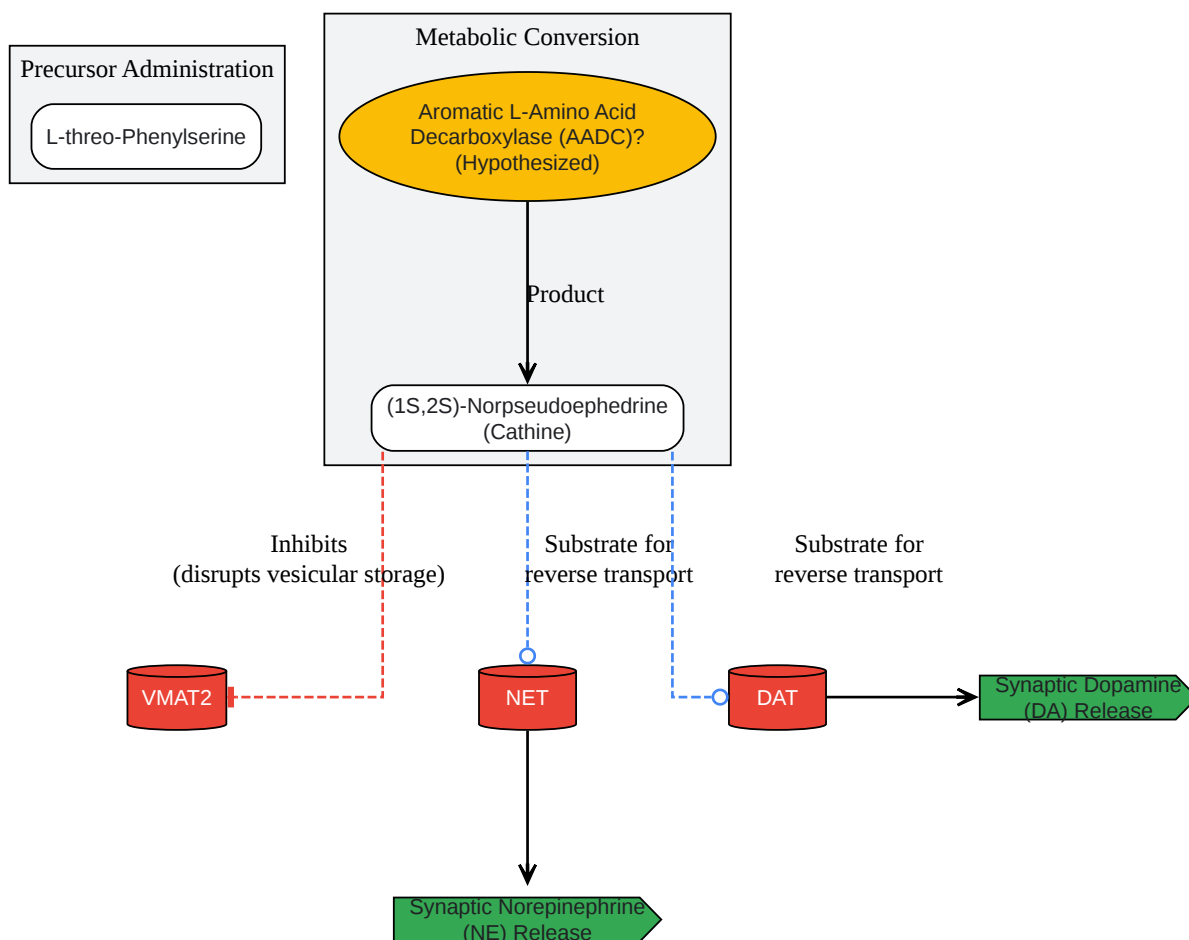 Precursor Administration
L-threo-Phenylserine
Metabolic Conversion
Aromatic L-Amino Acid
Decarboxylase (AADC)?
(Hypothesized)
Product
(1S,2S)-Norpseudoephedrine
(Cathine)
Inhibits
(disrupts vesicular storage)
Substrate for
reverse transport
Substrate for
reverse transport
VMAT2
NET
DAT
Synaptic Dopamine
(DA) Release
Synaptic Norepinephrine
(NE) Release